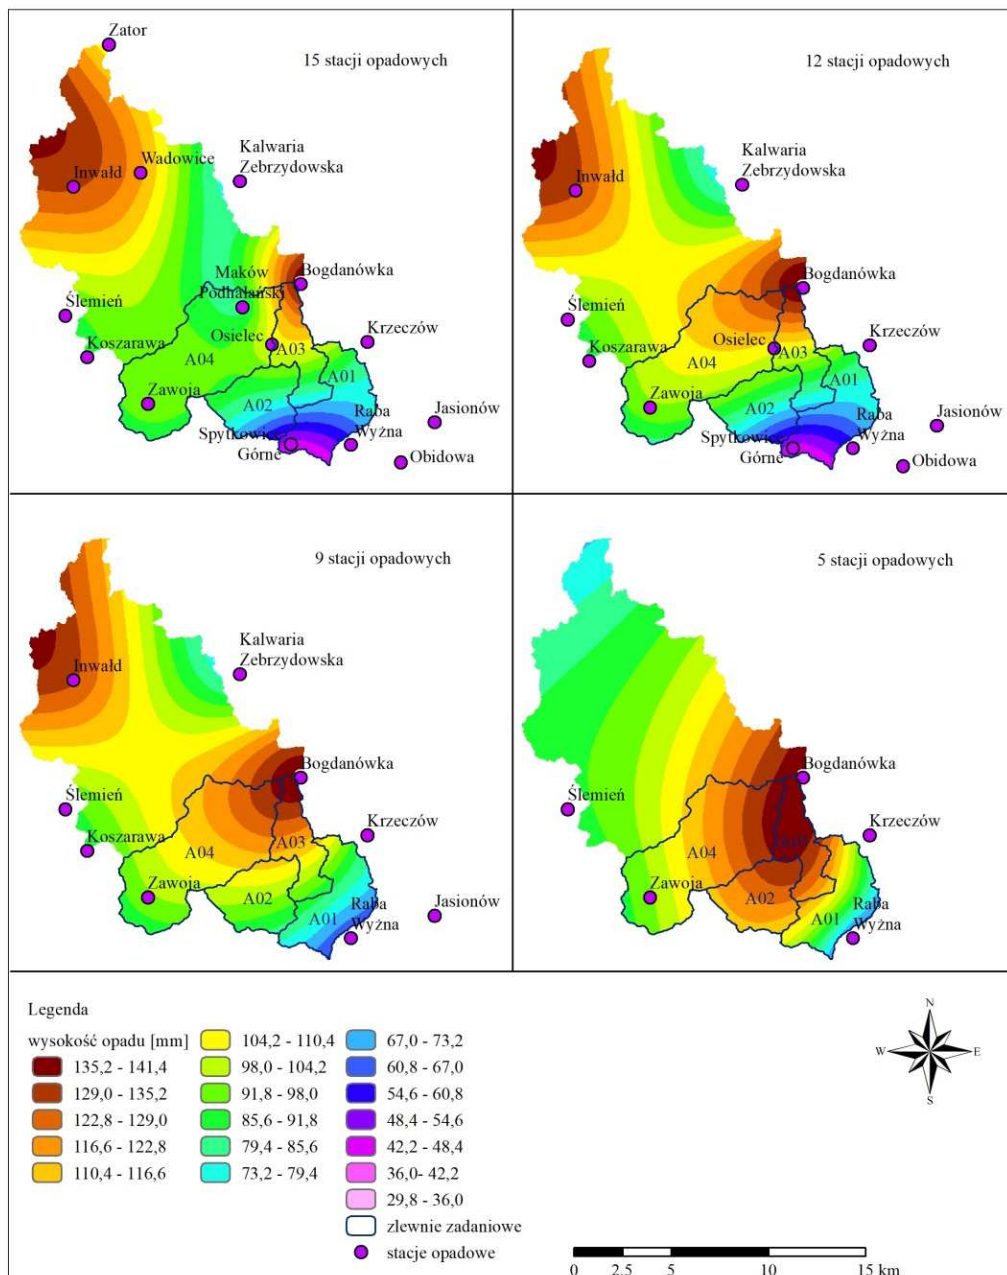 Zator
15 stacji opadowych
Kalwaria
Zebrzydowska
Wadowice
Inwałd
Maków
Podhalański
Bogdanówka
Ślemień
Osielec
Krzeczów
Koszarawa
A04
A03
A01
Zawoja
A02
Raba
Wyżna
Jasionów
Spytkowice
Górne
Obidowa
12 stacji opadowych
Kalwaria
Zebrzydowska
Inwałd
Bogdanówka
Ślemień
Osielec
Krzeczów
Koszarawa
A04
A03
A01
Zawoja
A02
Raba
Wyżna
Jasionów
Spytkowice
Górne
Obidowa
9 stacji opadowych
Kalwaria
Zebrzydowska
Inwałd
Bogdanówka
Ślemień
Krzeczów
Koszarawa
A04
A03
Zawoja
A02
A01
Raba
Wyżna
Jasionów
5 stacji opadowych
Bogdanówka
Ślemień
Krzeczów
A04
Zawoja
A02
A01
Raba
Wyżna
Legenda
wysokość opadu [mm]
135,2 - 141,4
129,0 - 135,2
122,8 - 129,0
116,6 - 122,8
110,4 - 116,6
104,2 - 110,4
98,0 - 104,2
91,8 - 98,0
85,6 - 91,8
79,4 - 85,6
73,2 - 79,4
67,0 - 73,2
60,8 - 67,0
54,6 - 60,8
48,4 - 54,6
42,2 - 48,4
36,0- 42,2
29,8 - 36,0
zlewnie zadaniowe
stacje opadowe
N
W
E
S
0 2,5 5 10 15 km